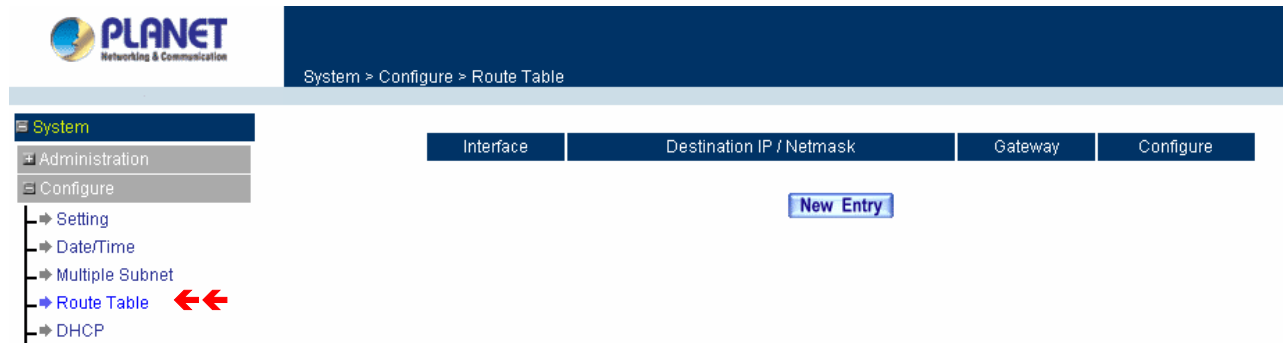 PLANET
Networking & Communication
System > Configure > Route Table
System
Administration
Configure
Setting
Date/Time
Multiple Subnet
Route Table
DHCP
Interface Destination IP / Netmask Gateway Configure
New Entry